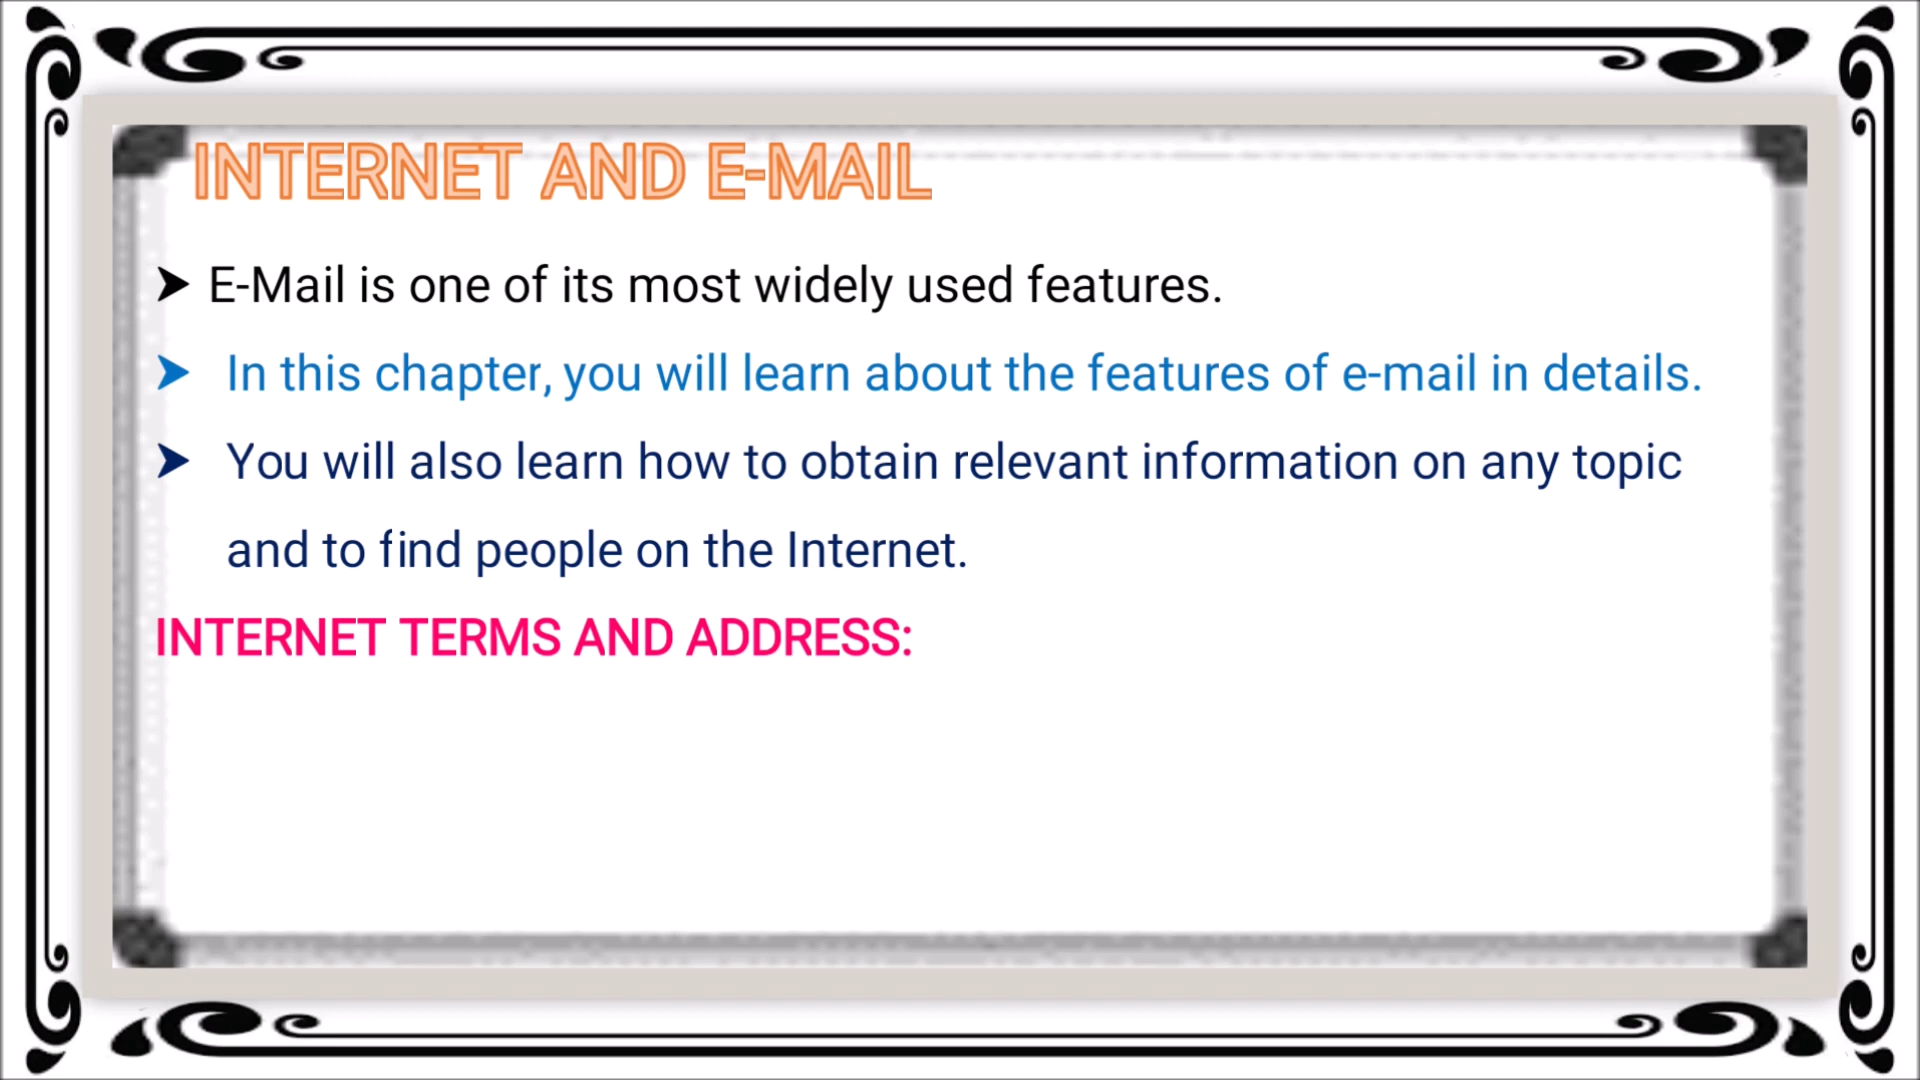 INTERNET AND E-MAIL
➤ E-Mail is one of its most widely used features.
➤ In this chapter, you will learn about the features of e-mail in details.
➤ You will also learn how to obtain relevant information on any topic
and to find people on the Internet.
INTERNET TERMS AND ADDRESS: